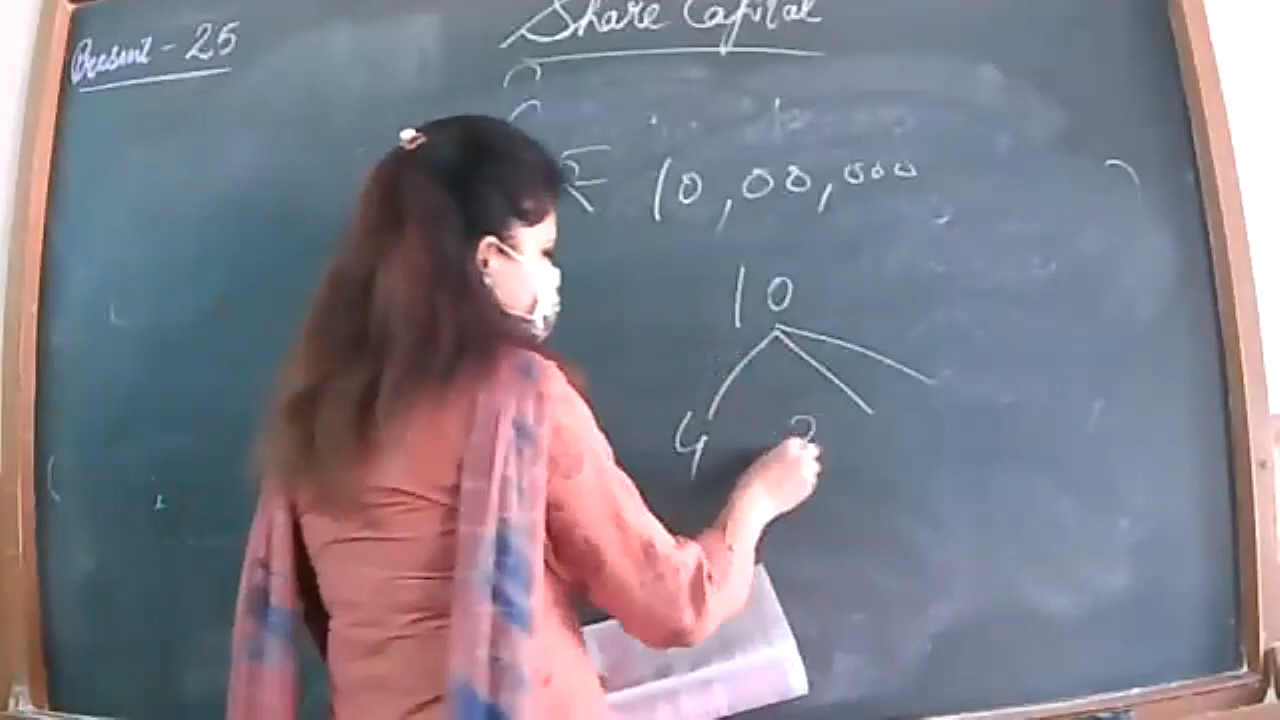 Share Capital
Present - 25
₹ 10,00,000
10
4